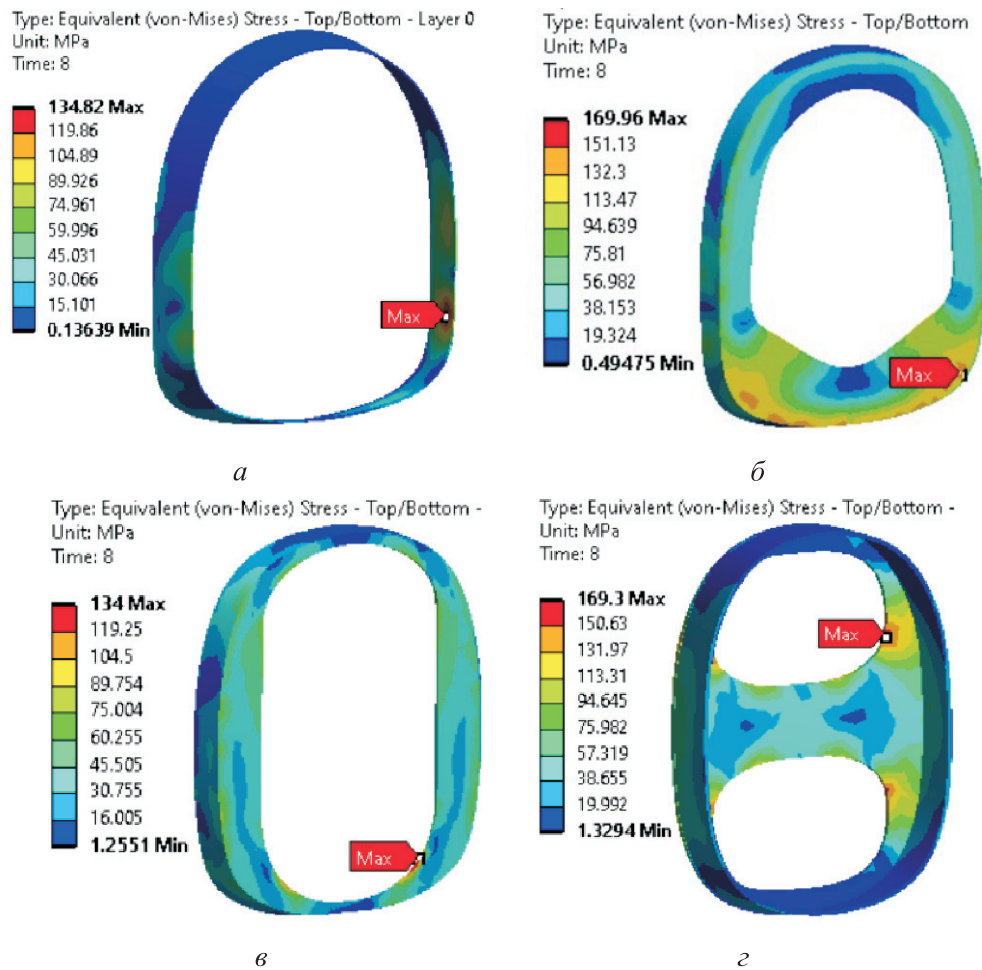 Type: Equivalent (von-Mises) Stress - Top/Bottom - Layer 0
Unit: MPa
Time: 8
134.82 Max
119.86
104.89
89.926
74.961
59.996
45.031
30.066
15.101
0.13639 Min
Max
а
Type: Equivalent (von-Mises) Stress - Top/Bottom
Unit: MPa
Time: 8
169.96 Max
151.13
132.3
113.47
94.639
75.81
56.982
38.153
19.324
0.49475 Min
Max
б
Type: Equivalent (von-Mises) Stress - Top/Bottom -
Unit: MPa
Time: 8
134 Max
119.25
104.5
89.754
75.004
60.255
45.505
30.755
16.005
1.2551 Min
Max
в
Type: Equivalent (von-Mises) Stress - Top/Bottom -
Unit: MPa
Time: 8
169.3 Max
150.63
131.97
113.31
94.645
75.982
57.319
38.655
19.992
1.3294 Min
Max
г